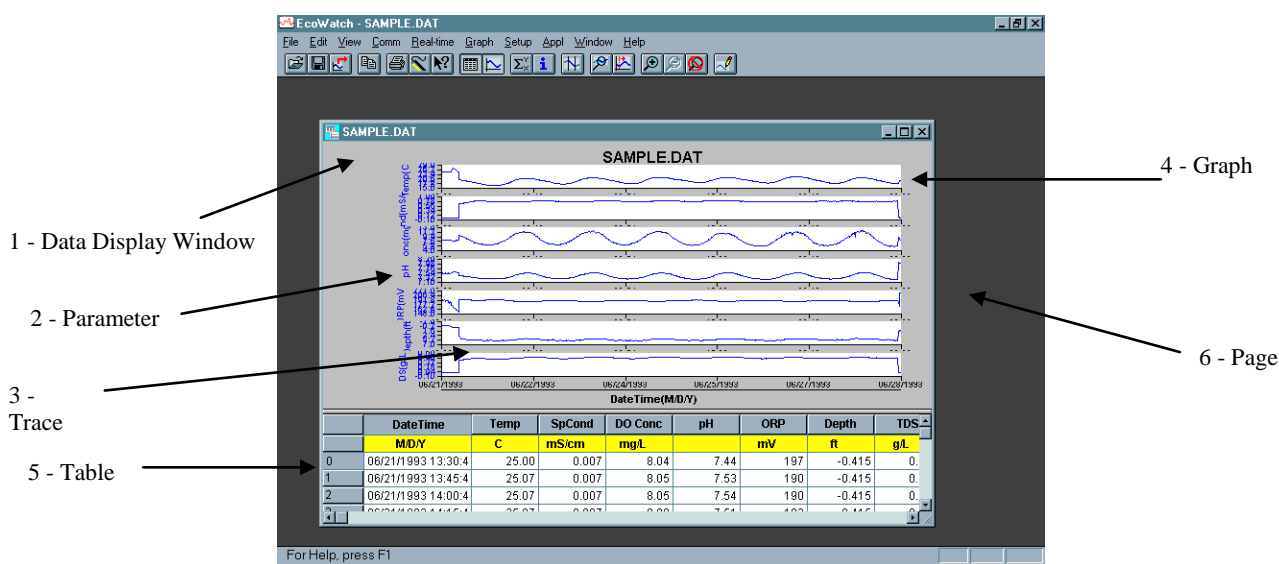 EcoWatch - SAMPLE.DAT
File Edit View Comm Real-time Graph Setup Appl Window Help
SAMPLE.DAT
SAMPLE.DAT
4 - Graph
1 - Data Display Window
pH
2 - Parameter
6 - Page
3 -
Trace
06/21/1993 06/22/1993 06/24/1993 06/25/1993 06/27/1993 06/28/1993
DateTime(M/D/Y)
DateTime Temp SpCond DO Conc pH ORP Depth TDS
M/D/Y C mS/cm mg/L mV ft g/L
5 - Table
0 06/21/1993 13:30:4 25.00 0.007 8.04 7.44 197 -0.415 0.
1 06/21/1993 13:45:4 25.07 0.007 8.05 7.53 190 -0.415 0.
2 06/21/1993 14:00:4 25.07 0.007 8.05 7.54 190 -0.415 0.
For Help, press F1